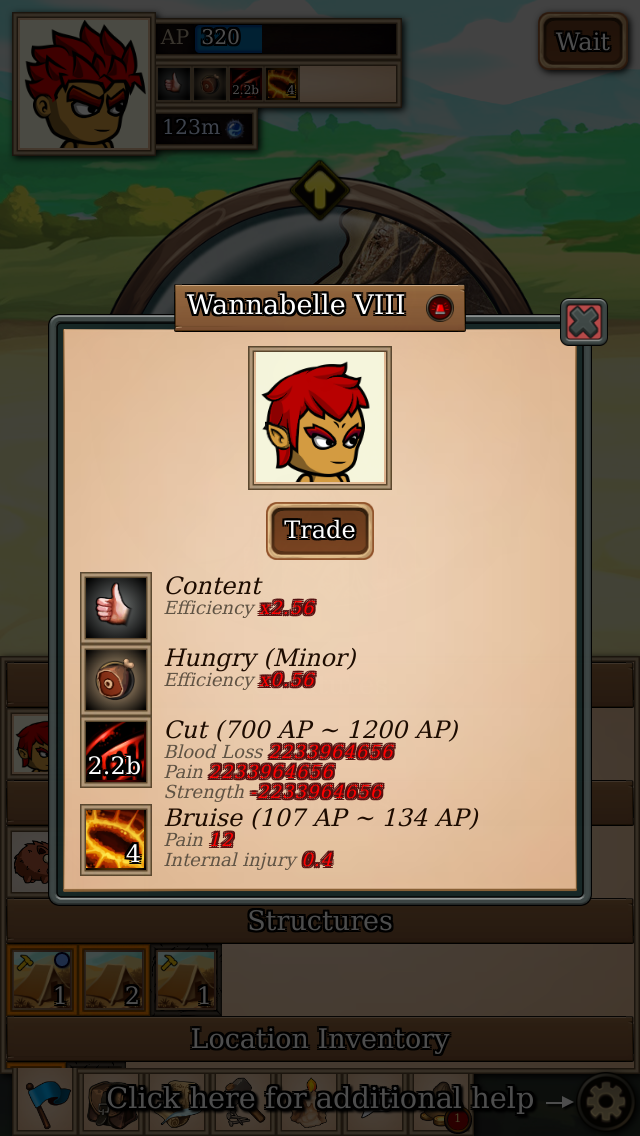 AP 320
Wait
2.2b
4
123m
Wannabelle VIII
Trade
Content
Efficiency x2.56
Hungry (Minor)
Efficiency x0.56
Cut (700 AP ~ 1200 AP)
2.2b
Blood Loss 2233964656
Pain 2233964656
Strength -2233964656
Bruise (107 AP ~ 134 AP)
4
Pain 12
Internal injury 0.4
Structures
1
2
1
Location Inventory
Click here for additional help →
1